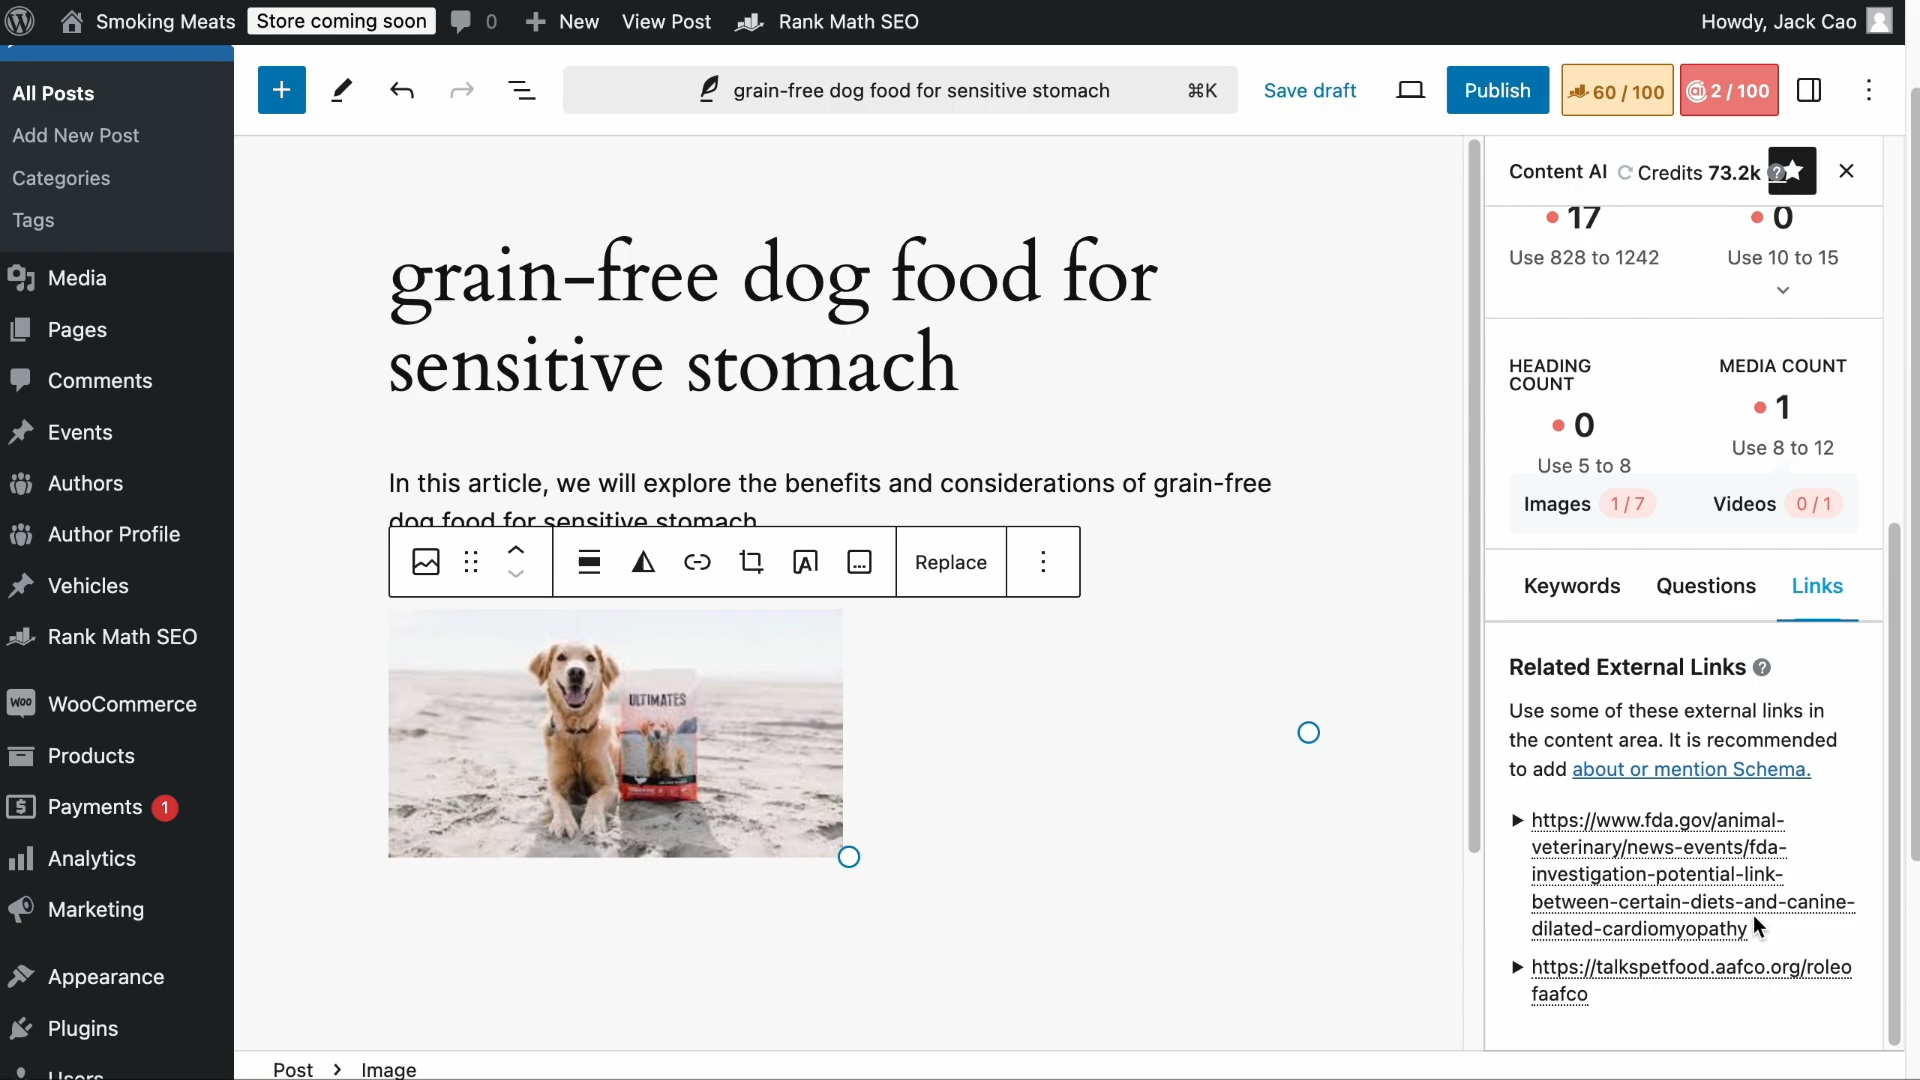 Smoking Meats
Store coming soon
0
New
View Post
Rank Math SEO
Howdy, Jack Cao
All Posts
Add New Post
Categories
Tags
Media
Pages
Comments
Events
Authors
Author Profile
Vehicles
Rank Math SEO
WooCommerce
Products
Payments 1
Analytics
Marketing
Appearance
Plugins
Users
grain-free dog food for sensitive stomach
⌘K
Save draft
Publish
60 / 100
2 / 100
grain-free dog food for
sensitive stomach
In this article, we will explore the benefits and considerations of grain-free
dog food for sensitive stomach
Replace
ULTIMATES
Post > Image
Content AI
Credits 73.2k
17
0
Use 828 to 1242
Use 10 to 15
HEADING
COUNT
MEDIA COUNT
0
1
Use 5 to 8
Use 8 to 12
Images 1 / 7
Videos 0 / 1
Keywords
Questions
Links
Related External Links
Use some of these external links in
the content area. It is recommended
to add about or mention Schema.
https://www.fda.gov/animal-
veterinary/news-events/fda-
investigation-potential-link-
between-certain-diets-and-canine-
dilated-cardiomyopathy
https://talkspetfood.aafco.org/roleo
faafco